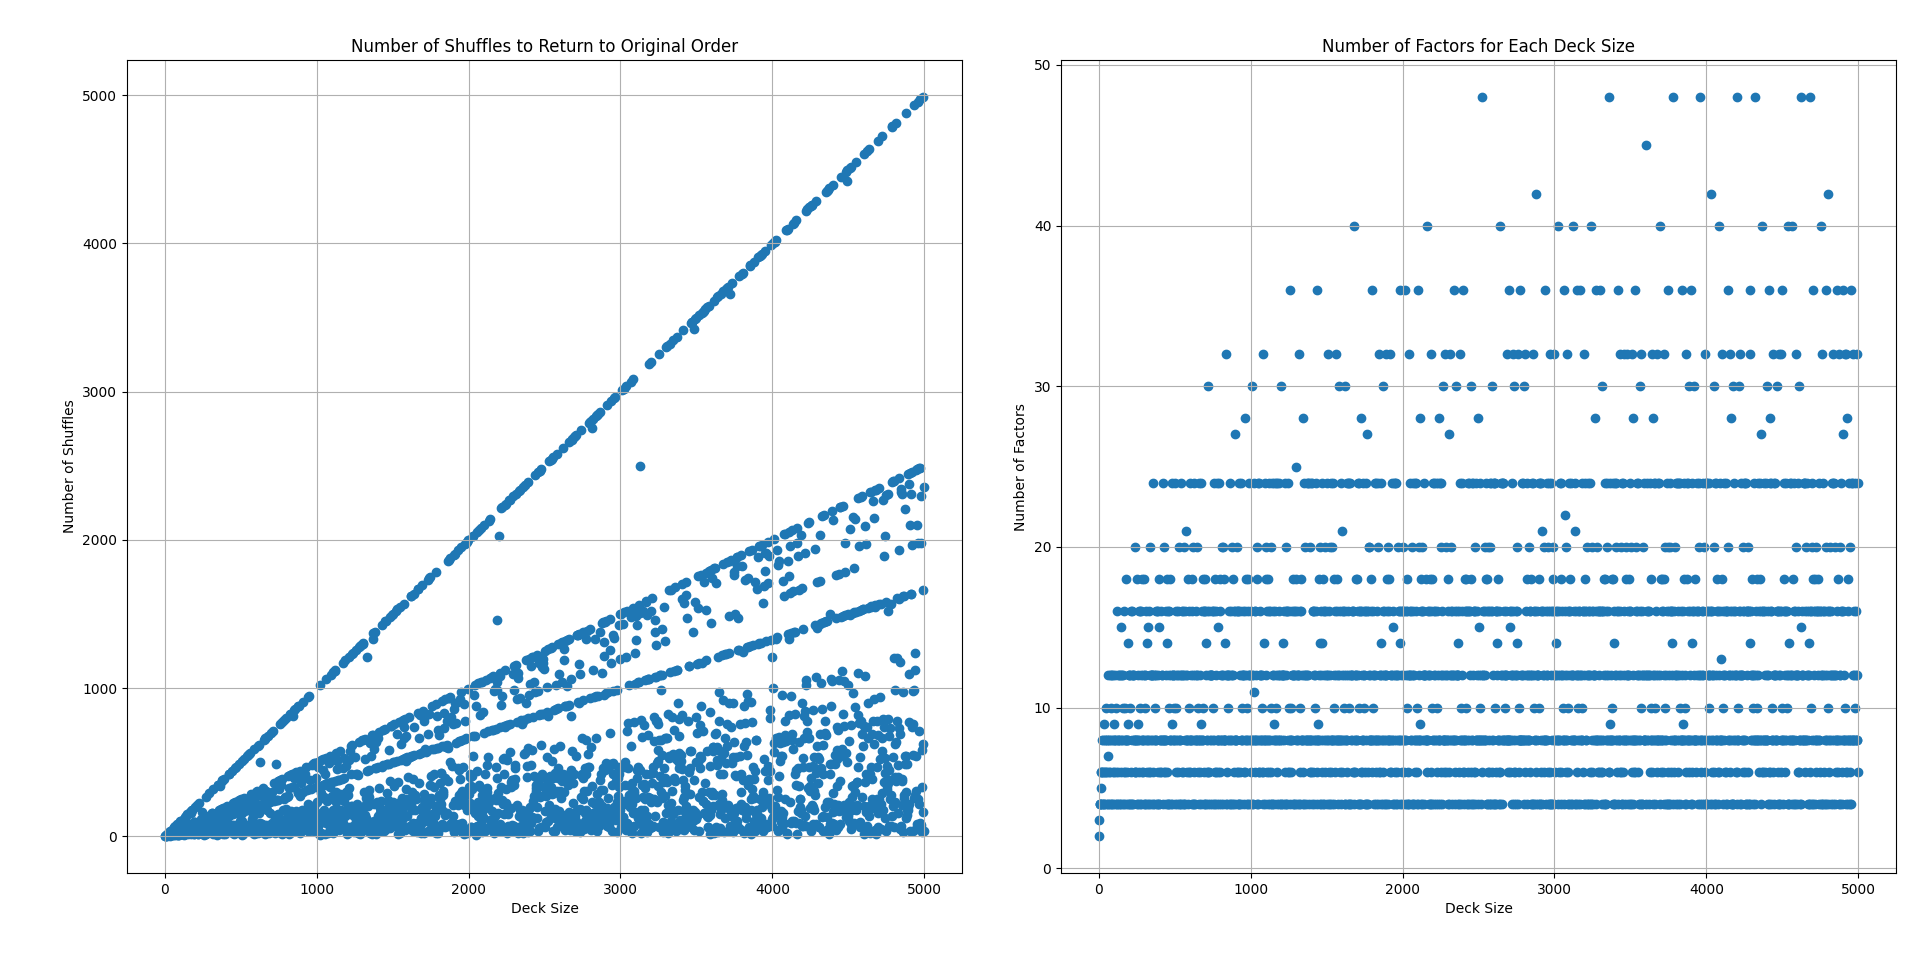 Number of Shuffles to Return to Original Order
Number of Shuffles
5000
4000
3000
2000
1000
0
0 1000 2000 3000 4000 5000
Deck Size
Number of Factors for Each Deck Size
Number of Factors
50
40
30
20
10
0
0 1000 2000 3000 4000 5000
Deck Size